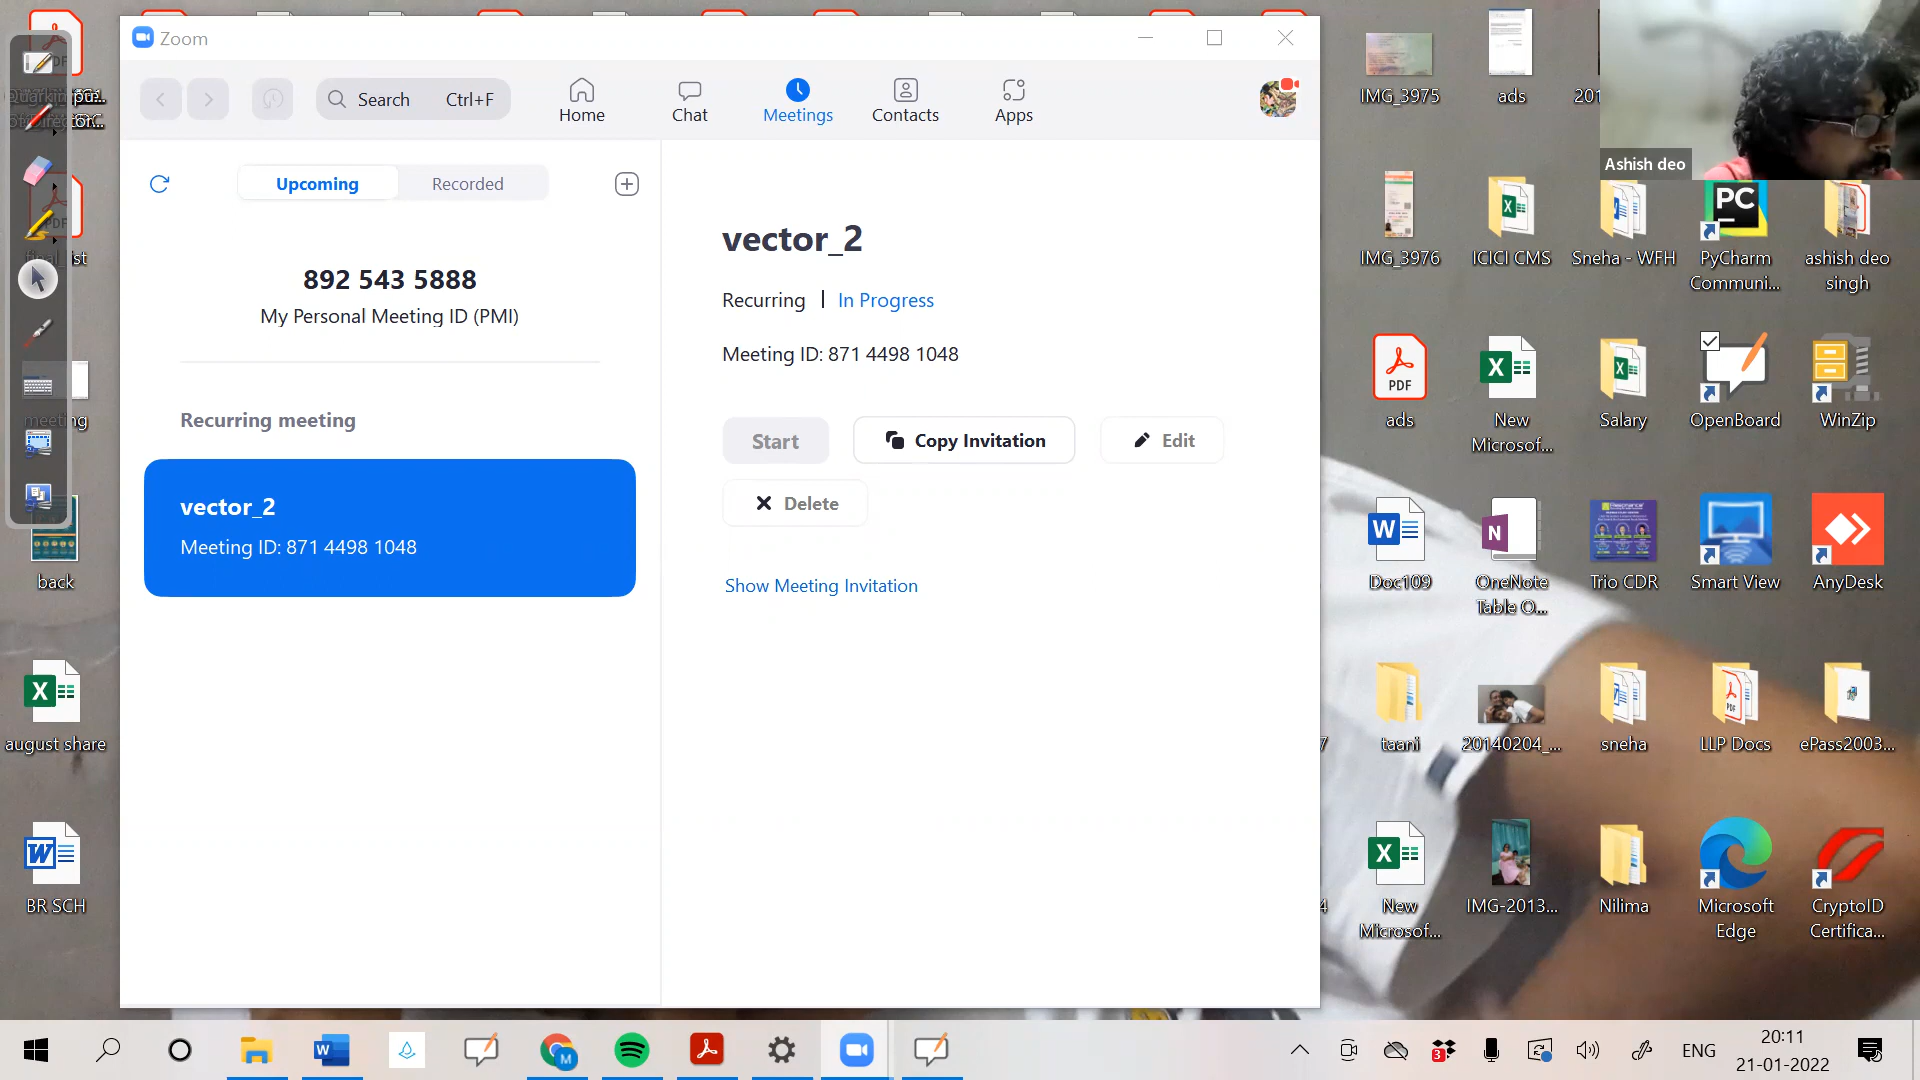 Zoom
Search Ctrl+F
Home
Chat
Meetings
Contacts
Apps
Upcoming
Recorded
892 543 5888
My Personal Meeting ID (PMI)
Recurring meeting
vector_2
Meeting ID: 871 4498 1048
vector_2
Recurring | In Progress
Meeting ID: 871 4498 1048
Start
Copy Invitation
Edit
Delete
Show Meeting Invitation
meeting
back
august share
BR SCH
IMG_3975
ads
Ashish deo
IMG_3976
ICICI CMS
Sneha - WFH
PC
PyCharm
Communi...
ashish deo
singh
PDF
ads
New
Microsof...
Salary
OpenBoard
WinZip
Doc109
OneNote
Table O...
Trio CDR
Smart View
AnyDesk
taani
20140204_...
sneha
LLP Docs
ePass2003...
New
Microsof...
IMG-2013...
Nilima
Microsoft
Edge
CryptoID
Certifica...
ENG
20:11
21-01-2022